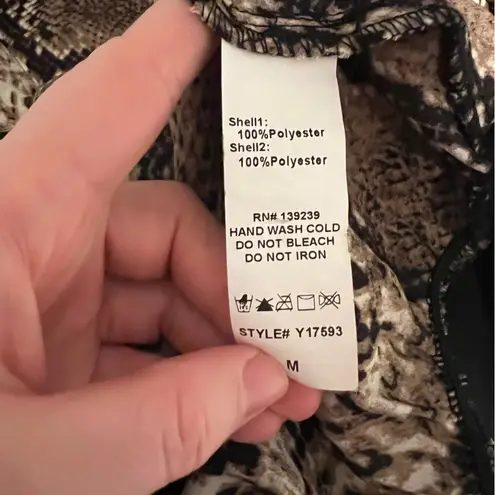 Shell1:
100%Polyester
Shell2:
100%Polyester
RN# 139239
HAND WASH COLD
DO NOT BLEACH
DO NOT IRON
STYLE# Y17593
M